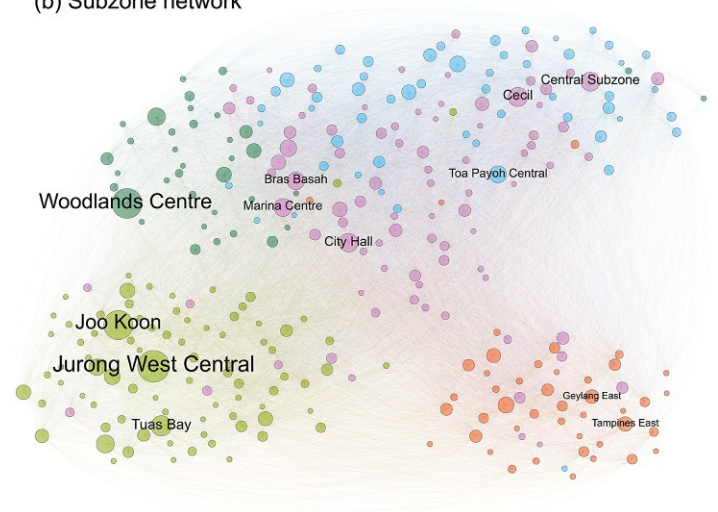 (b) Subzone network
Central Subzone
Cecil
Bras Basah
Toa Payoh Central
Woodlands Centre
Marina Centre
City Hall
Joo Koon
Jurong West Central
Geylang East
Tuas Bay
Tampines East